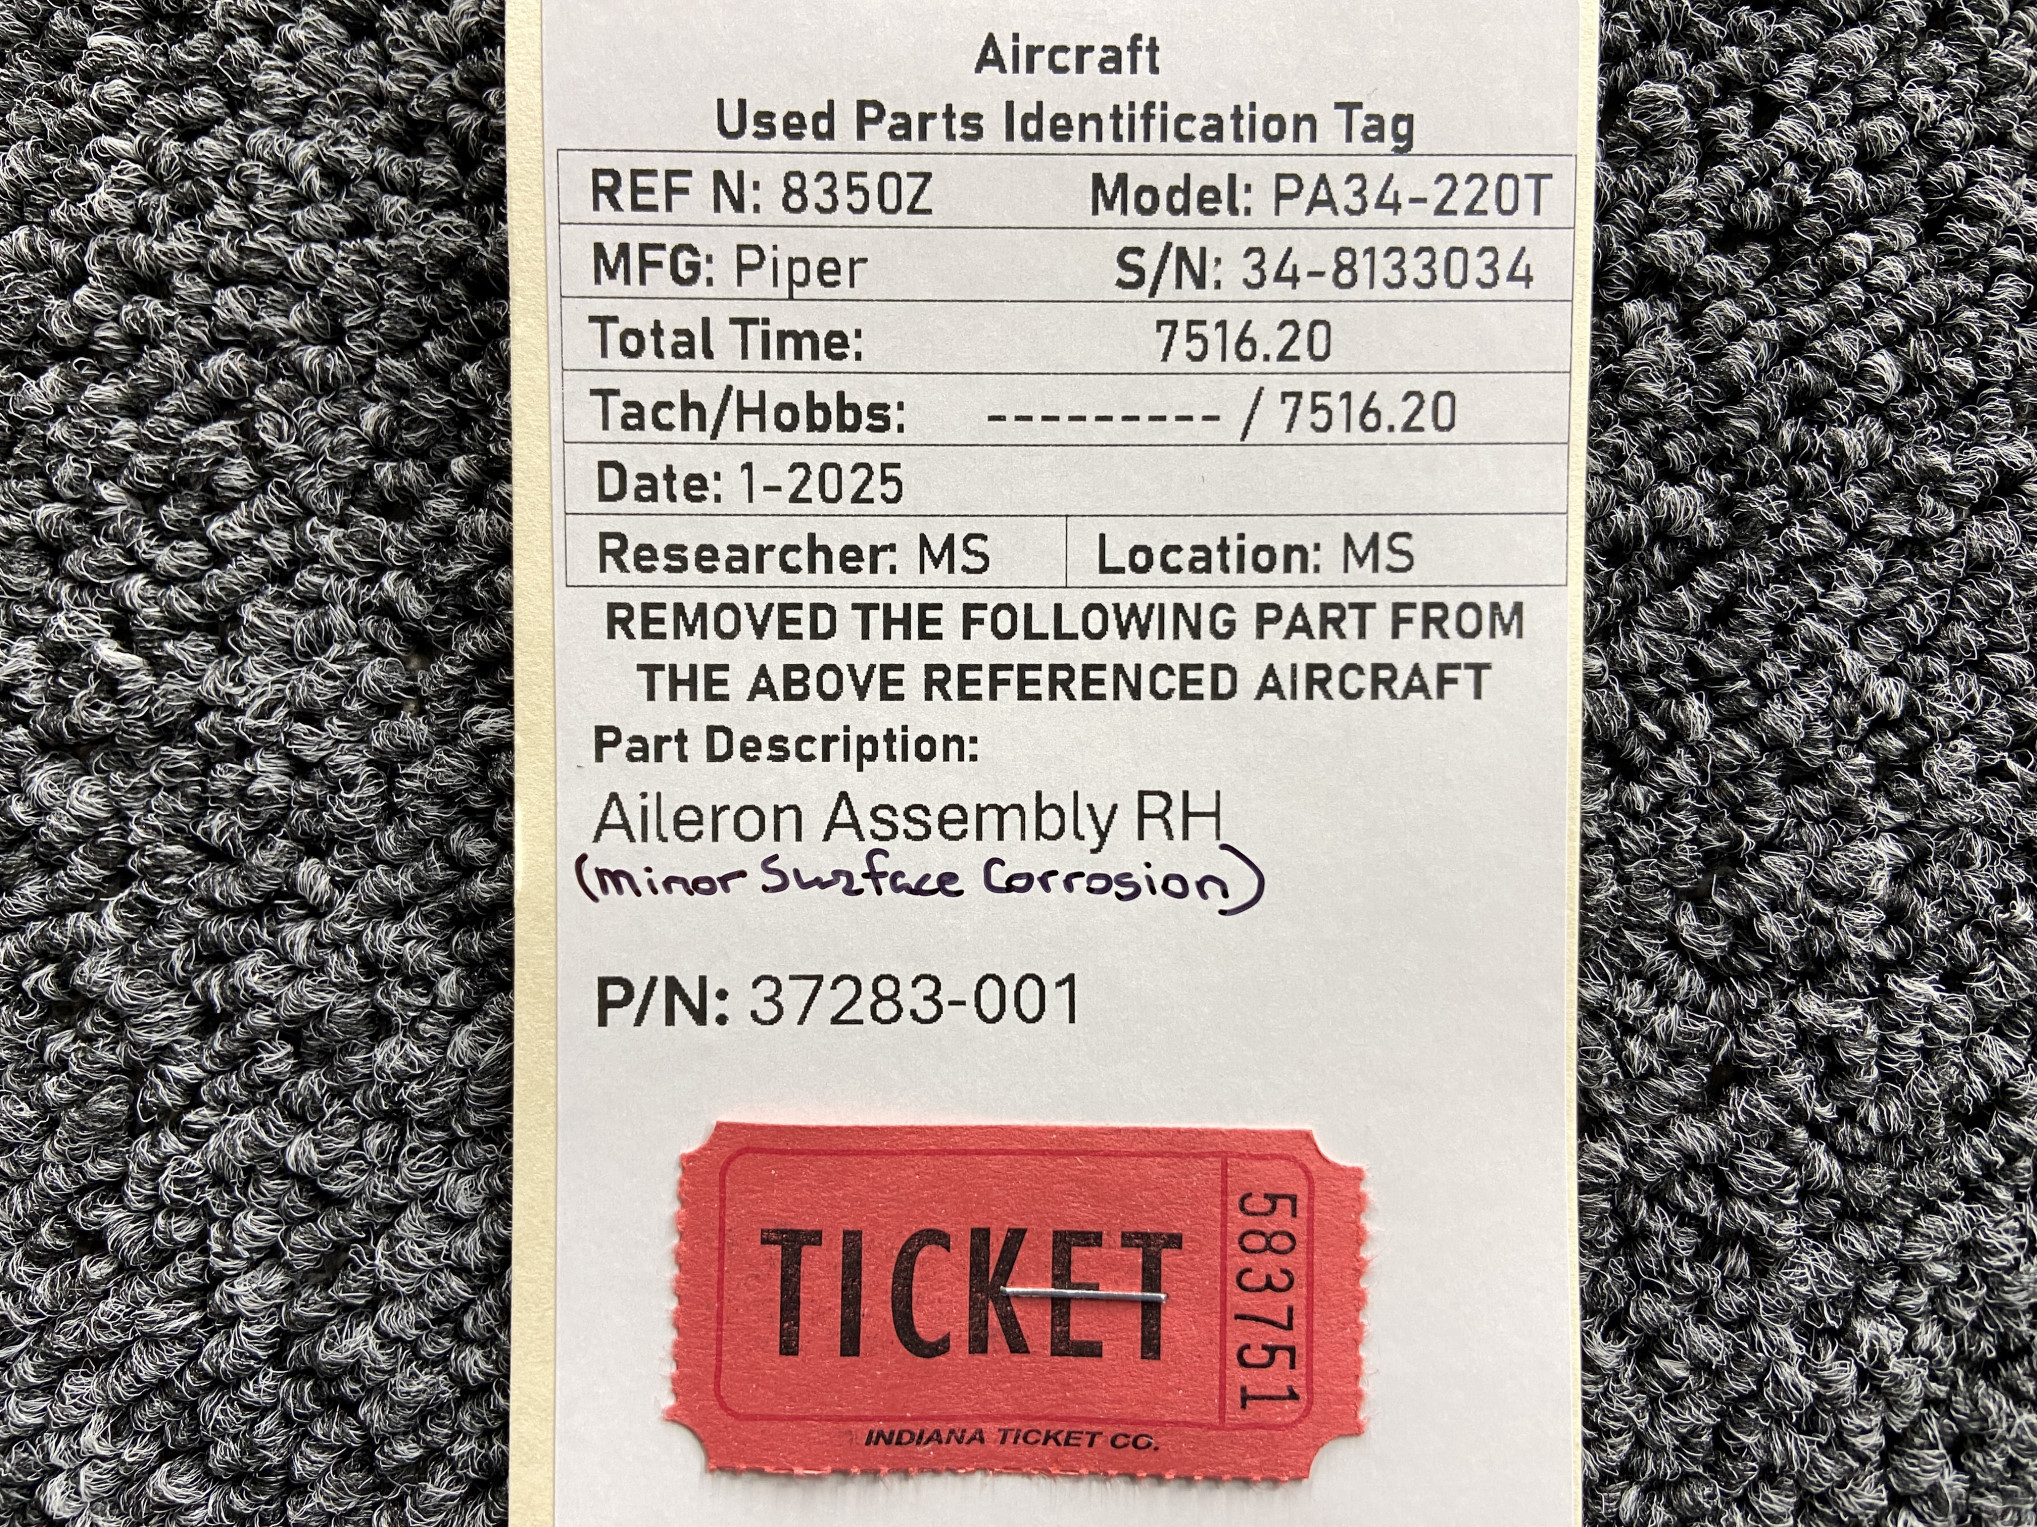 Aircraft
Used Parts Identification Tag
REF N: 8350Z Model: PA34-220T
MFG: Piper S/N: 34-8133034
Total Time: 7516.20
Tach/Hobbs: --------- / 7516.20
Date: 1-2025
Researcher: MS Location: MS
REMOVED THE FOLLOWING PART FROM
THE ABOVE REFERENCED AIRCRAFT
Part Description:
Aileron Assembly RH
(minor Surface Corrosion)
P/N: 37283-001
TICKET
583751
INDIANA TICKET CO.